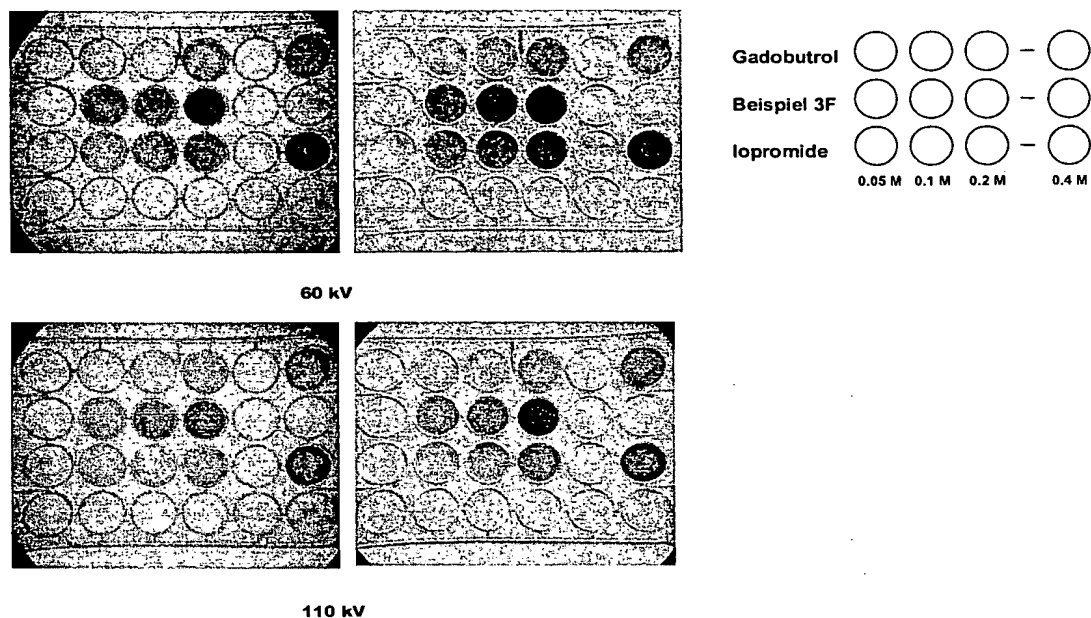 Gadobutrol
Beispiel 3F
Iopromide
0.05 M 0.1 M 0.2 M 0.4 M
60 kV
110 kV